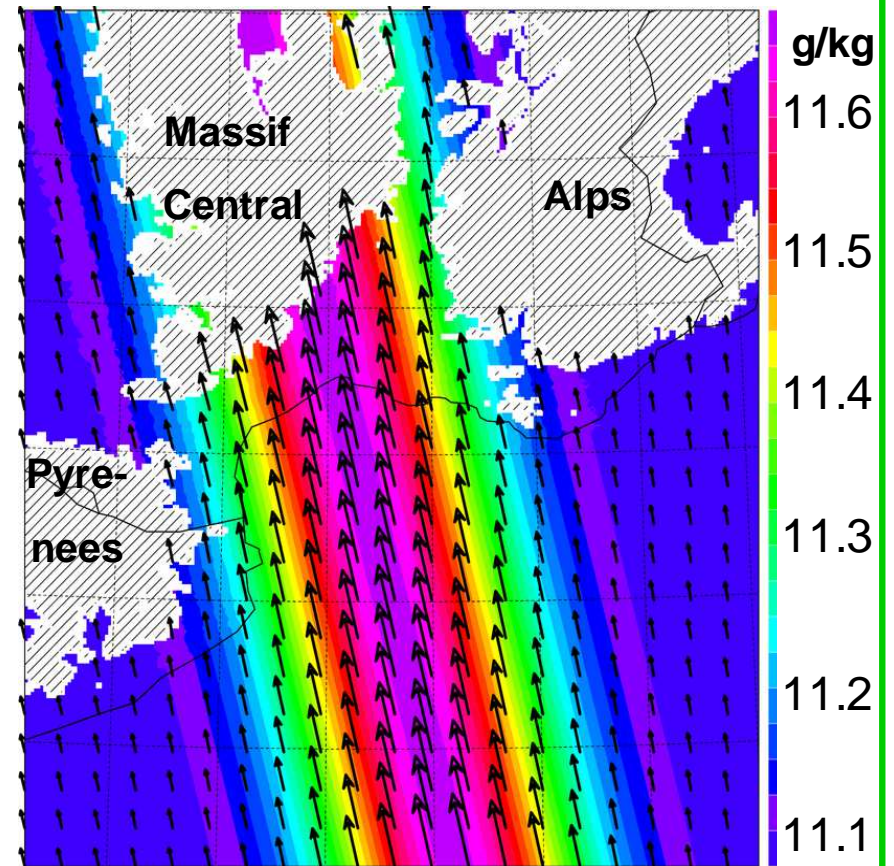 g/kg
Massif
Central
Alps
Pyre-
nees
11.6
11.5
11.4
11.3
11.2
11.1